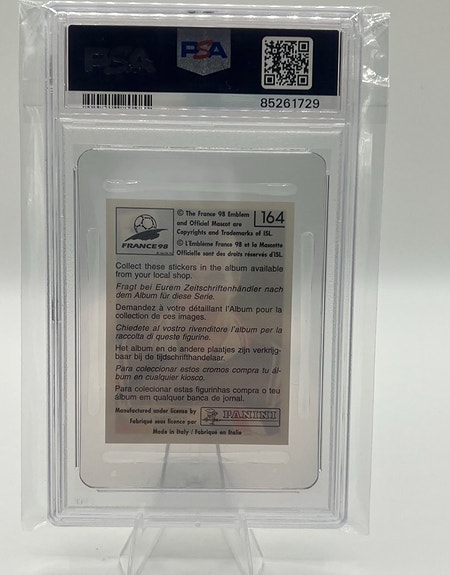 PSA
PSA
85261729
FRANCE 98
© The France 98 Emblem
and Official Mascot are
Copyrights and Trademarks of ISL.
164
© L'Emblème France 98 et la Mascotte
Officielle sont des droits réservés d'ISL.
Collect these stickers in the album available
from your local shop.
Fragt bei Eurem Zeitschriftenhändler nach
dem Album für diese Serie.
Demandez à votre détaillant l'Album pour la
collection de ces images.
Chiedete al vostro rivenditore l'album per la
raccolta di queste figurine.
Het album en de andere plaatjes zijn verkrijg-
baar bij de tijdschrifthandelaar.
Para coleccionar estos cromos compra tu ál-
bum en cualquier kiosco.
Para colecionar estas figurinhas compra o teu
álbum em qualquer banca de jornal.
Manufactured under license by
Fabriqué sous licence par
PANINI
Made in Italy / Fabriqué en Italie